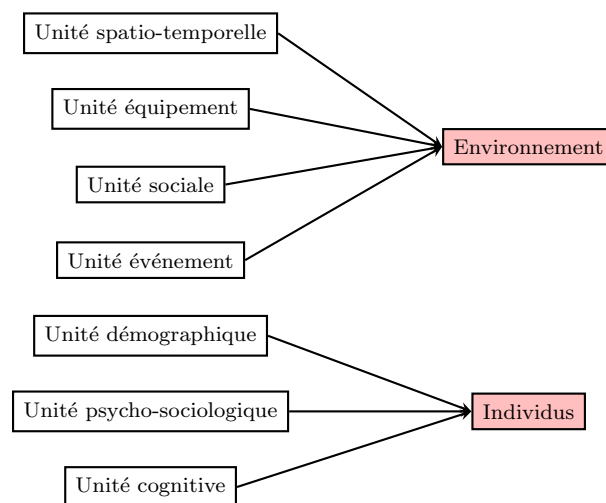 Unité spatio-temporelle
Unité équipement
Environnement
Unité sociale
Unité événement
Unité démographique
Unité psycho-sociologique
Individus
Unité cognitive